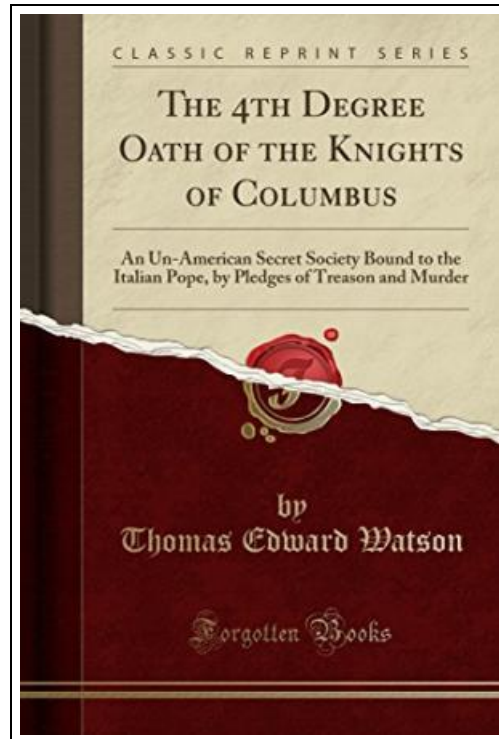 CLASSIC REPRINT SERIES
THE 4TH DEGREE
OATH OF THE KNIGHTS
OF COLUMBUS
An Un-American Secret Society Bound to the
Italian Pope, by Pledges of Treason and Murder
by
Thomas Edward Watson
Forgotten Books